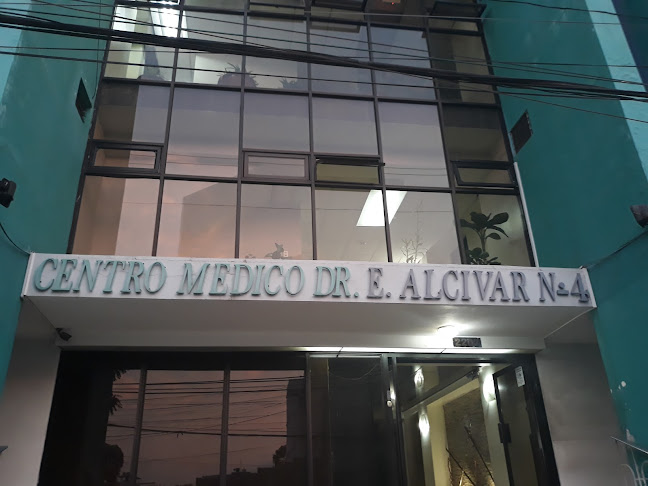 CENTRO MEDICO DR. E. ALCIVAR Nº4